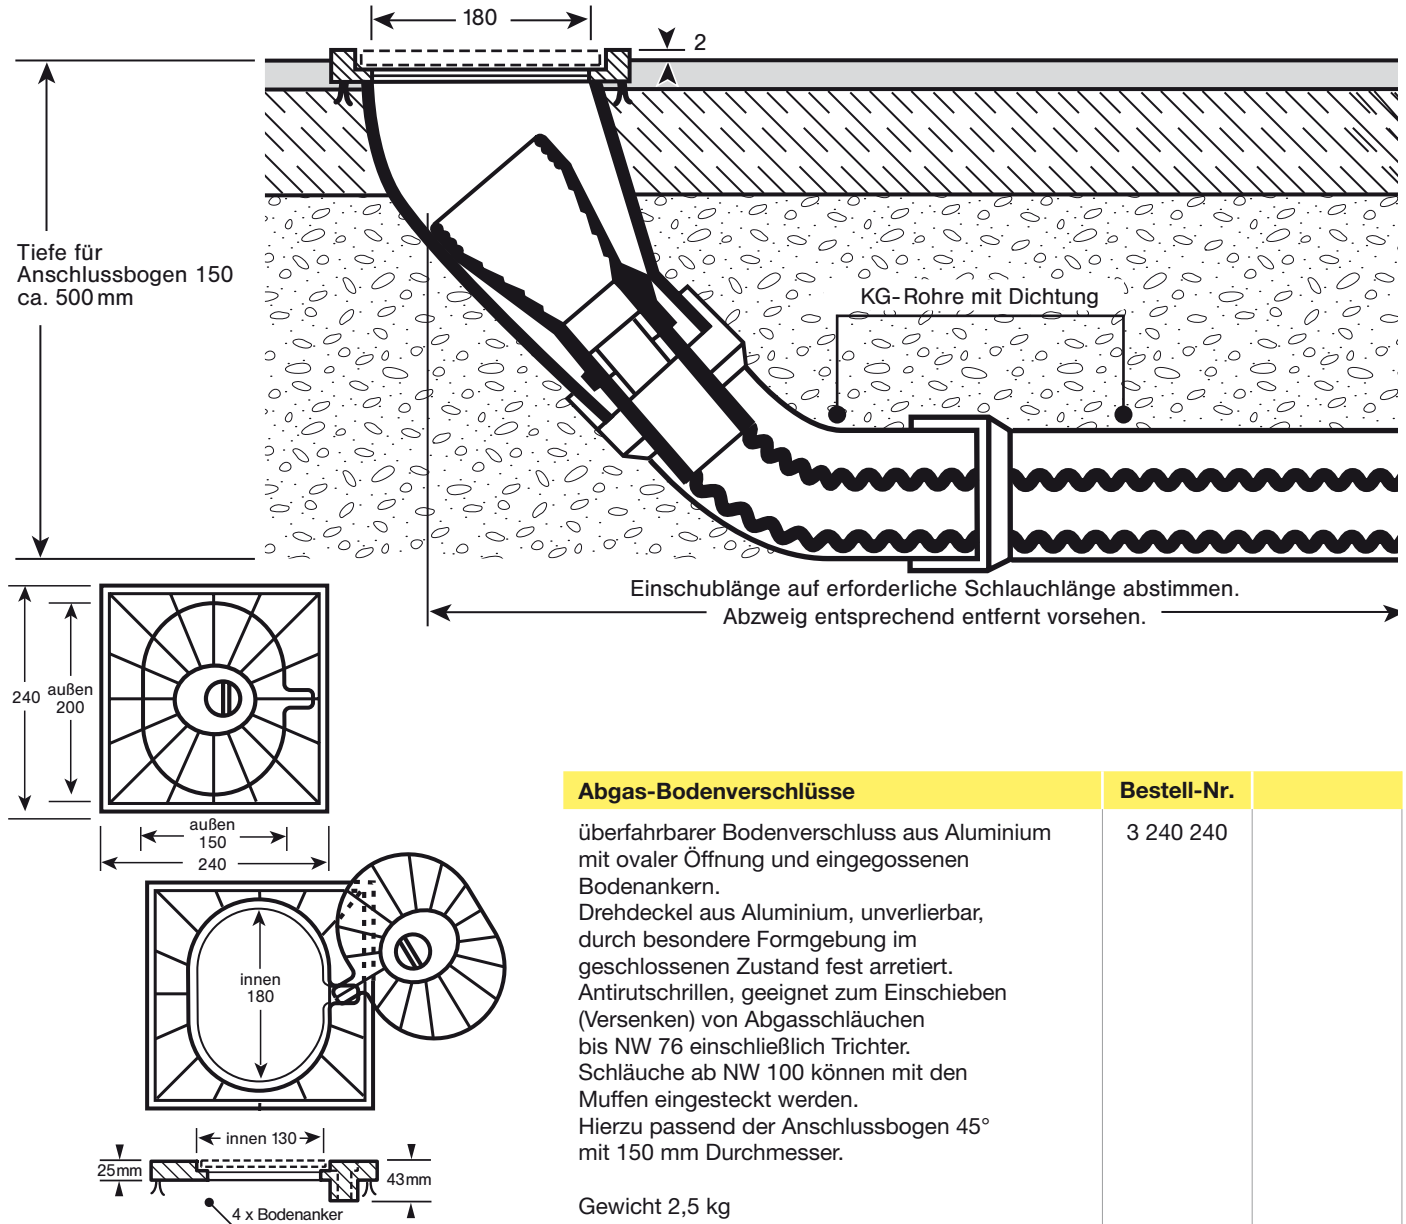 180
2
Tiefe für
Anschlussbogen 150
ca. 500 mm
KG-Rohre mit Dichtung
Einschublänge auf erforderliche Schlauchlänge abstimmen.
Abzweig entsprechend entfernt vorsehen.
240
außen
200
außen
150
240
innen
180
innen 130
25mm
43mm
4 x Bodenanker
Abgas-Bodenverschlüsse Bestell-Nr.
überfahrbarer Bodenverschluss aus Aluminium 3 240 240
mit ovaler Öffnung und eingegossenen
Bodenankern.
Drehdeckel aus Aluminium, unverlierbar,
durch besondere Formgebung im
geschlossenen Zustand fest arretiert.
Antirutschrillen, geeignet zum Einschieben
(Versenken) von Abgasschläuchen
bis NW 76 einschließlich Trichter.
Schläuche ab NW 100 können mit den
Muffen eingesteckt werden.
Hierzu passend der Anschlussbogen 45°
mit 150 mm Durchmesser.
Gewicht 2,5 kg